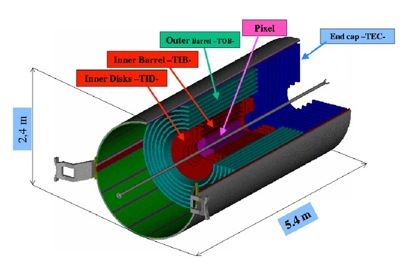 Pixel
Outer Barrel –TOB-
End cap –TEC-
Inner Barrel –TIB-
Inner Disks –TID-
2,4 m
5.4 m